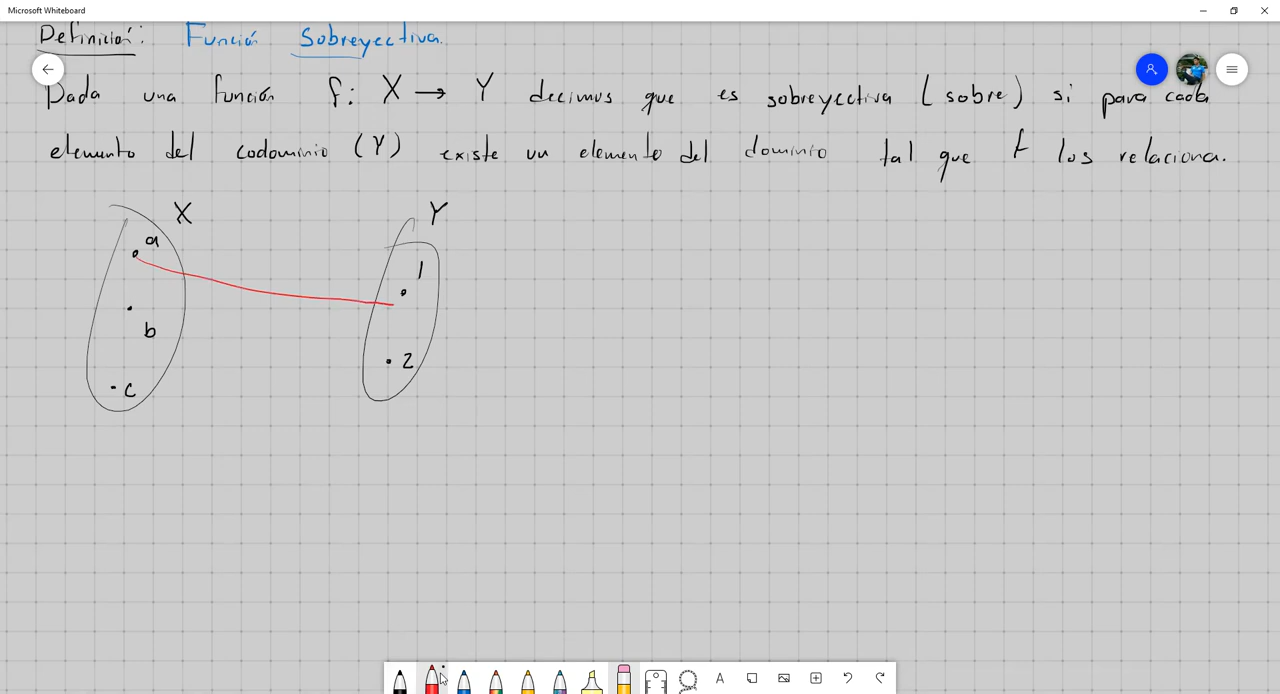 Microsoft Whiteboard
Definición: Función Sobreyectiva.
Dada una función f: X → Y decimos que es sobreyectiva (sobre) si para cada
elemento del codominio (Y) existe un elemento del dominio tal que f los relaciona.
X Y
a
1
b
2
c
A